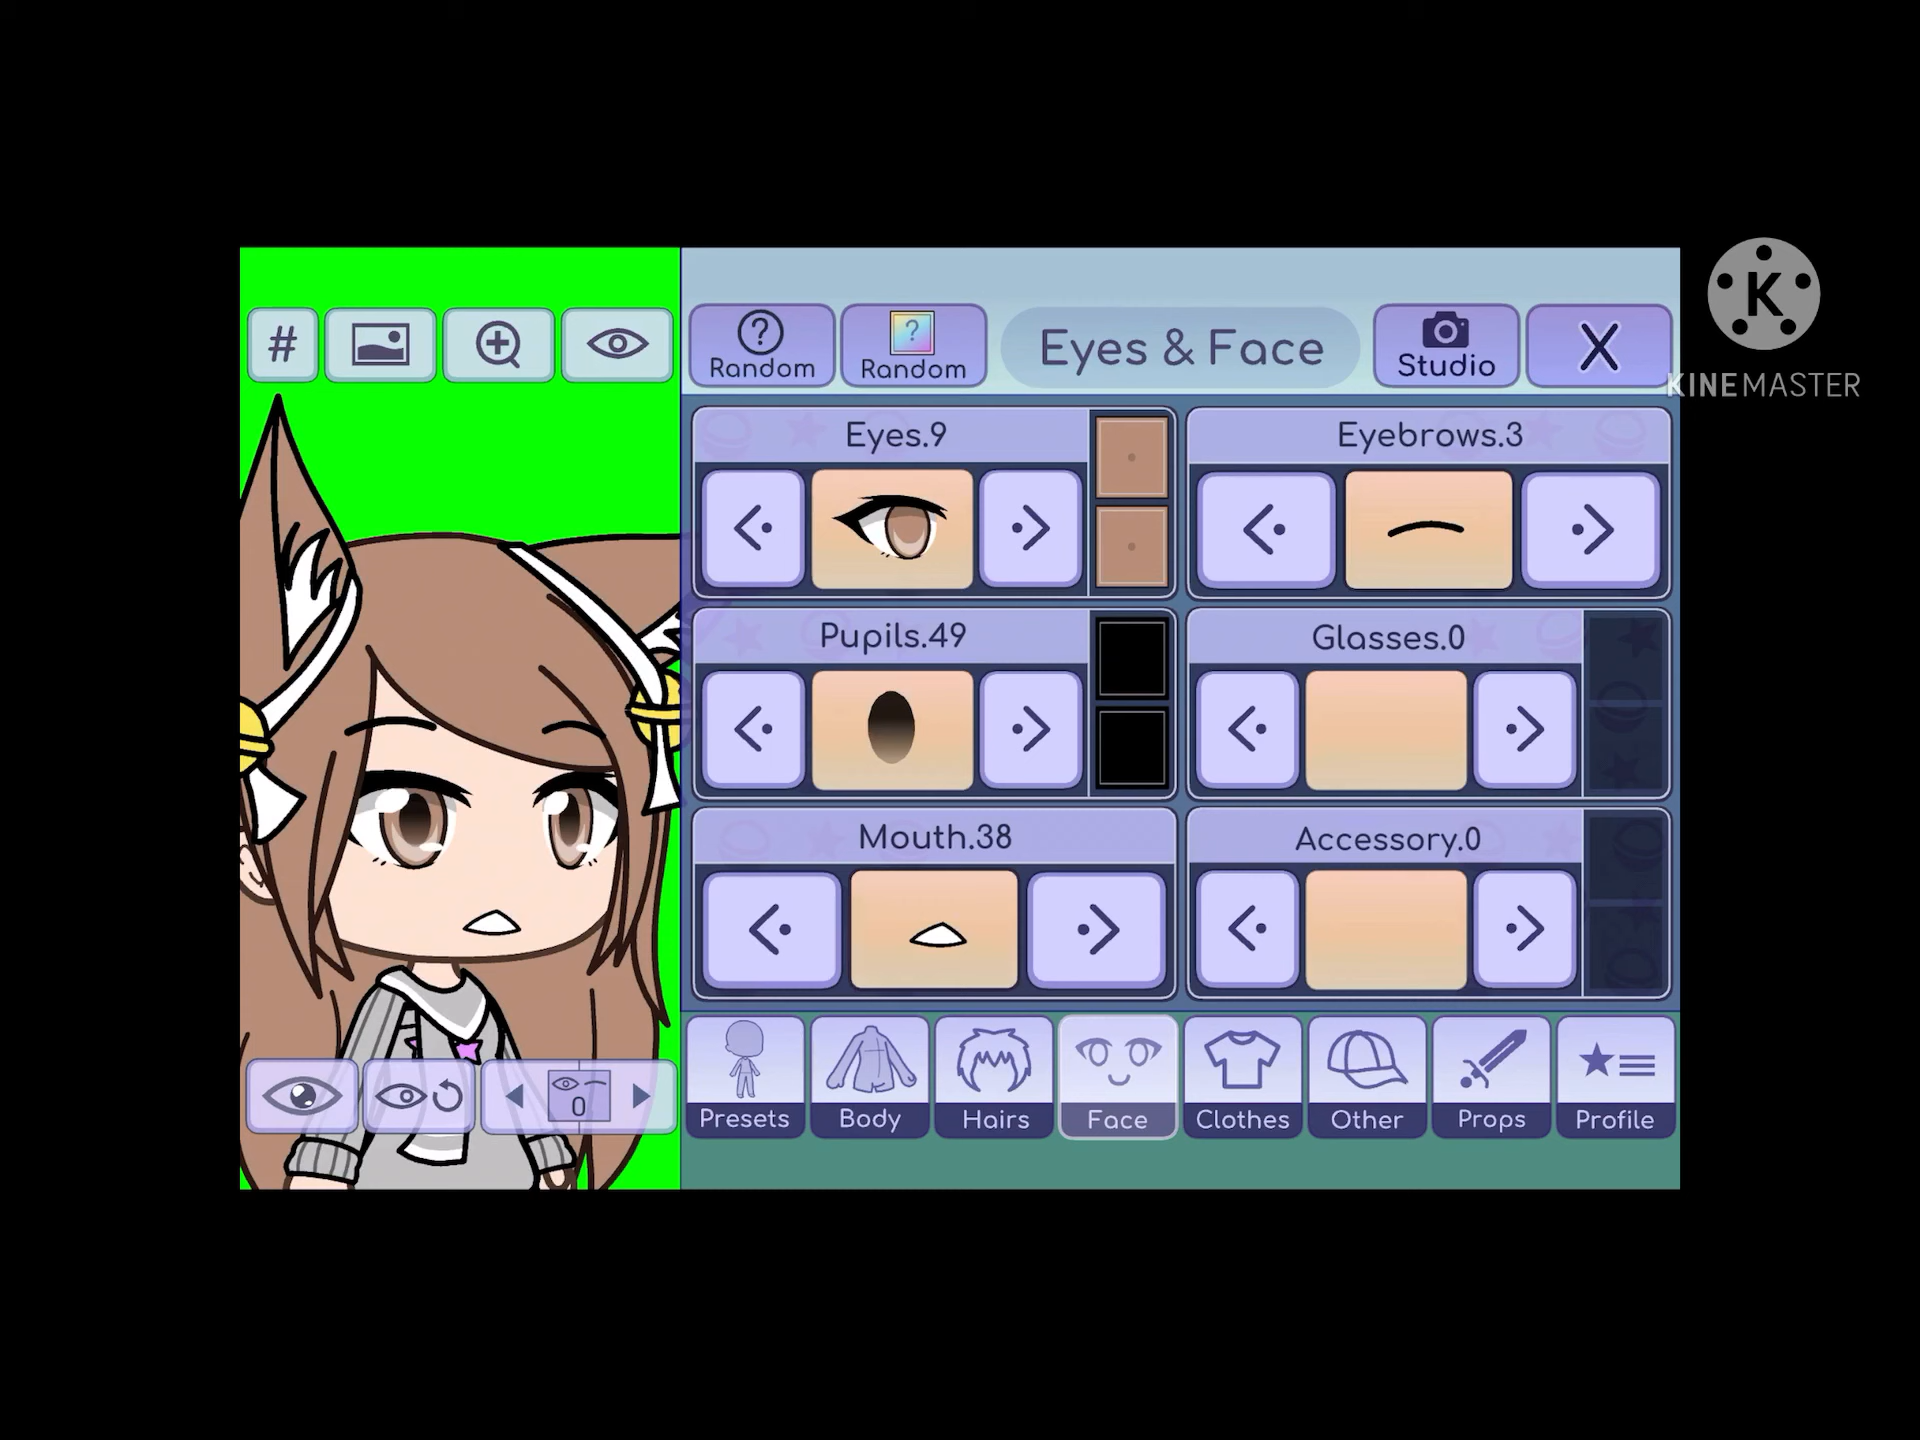 #
Random
Random
Eyes & Face
Studio
X
K
KINEMASTER
Eyes.9
Eyebrows.3
Pupils.49
Glasses.0
Mouth.38
Accessory.0
0
Presets
Body
Hairs
Face
Clothes
Other
Props
Profile